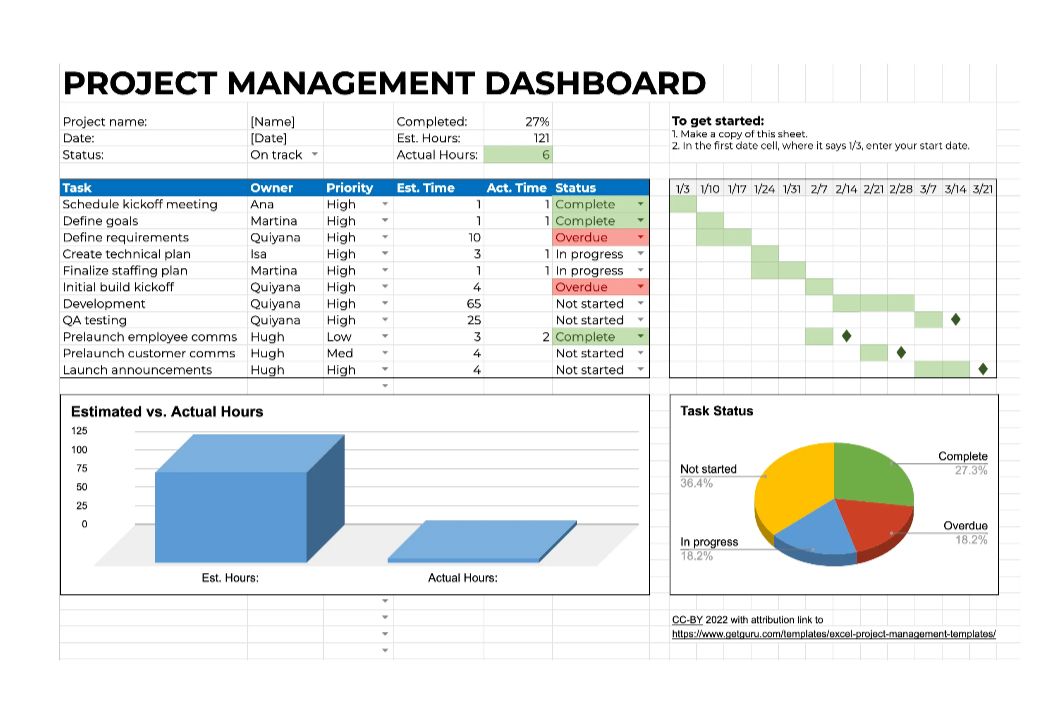 PROJECT MANAGEMENT DASHBOARD
Project name: [Name] Completed: 27%
Date: [Date] Est. Hours: 121
Status: On track Actual Hours: 6
To get started:
1. Make a copy of this sheet.
2. In the first date cell, where it says 1/3, enter your start date.
Task Owner Priority Est. Time Act. Time Status
Schedule kickoff meeting Ana High 1 1 Complete
Define goals Martina High 1 1 Complete
Define requirements Quiyana High 10 Overdue
Create technical plan Isa High 3 1 In progress
Finalize staffing plan Martina High 1 1 In progress
Initial build kickoff Quiyana High 4 Overdue
Development Quiyana High 65 Not started
QA testing Quiyana High 25 Not started
Prelaunch employee comms Hugh Low 3 2 Complete
Prelaunch customer comms Hugh Med 4 Not started
Launch announcements Hugh High 4 Not started
1/3 1/10 1/17 1/24 1/31 2/7 2/14 2/21 2/28 3/7 3/14 3/21
Estimated vs. Actual Hours
125
100
75
50
25
0
Est. Hours: Actual Hours:
Task Status
Complete
27.3%
Not started
36.4%
Overdue
18.2%
In progress
18.2%
CC-BY 2022 with attribution link to
https://www.getguru.com/templates/excel-project-management-templates/